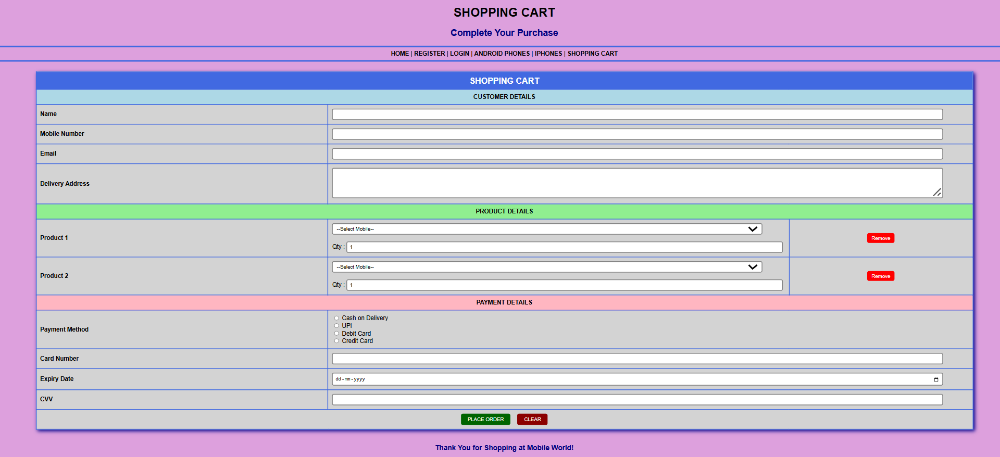 SHOPPING CART
Complete Your Purchase
HOME | REGISTER | LOGIN | ANDROID PHONES | IPHONES | SHOPPING CART
SHOPPING CART
CUSTOMER DETAILS
Name
Mobile Number
Email
Delivery Address
PRODUCT DETAILS
Product 1
--Select Mobile--
Qty : 1
Remove
Product 2
--Select Mobile--
Qty : 1
Remove
PAYMENT DETAILS
Payment Method
Cash on Delivery
UPI
Debit Card
Credit Card
Card Number
Expiry Date
dd-mm-yyyy
CVV
PLACE ORDER CLEAR
Thank You for Shopping at Mobile World!